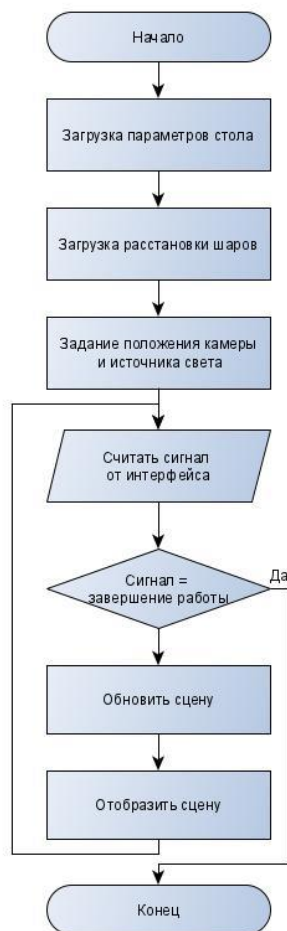 Начало
Загрузка параметров стола
Загрузка расстановки шаров
Задание положения камеры
и источника света
Считать сигнал
от интерфейса
Сигнал =
завершение работы
Да
Обновить сцену
Отобразить сцену
Конец